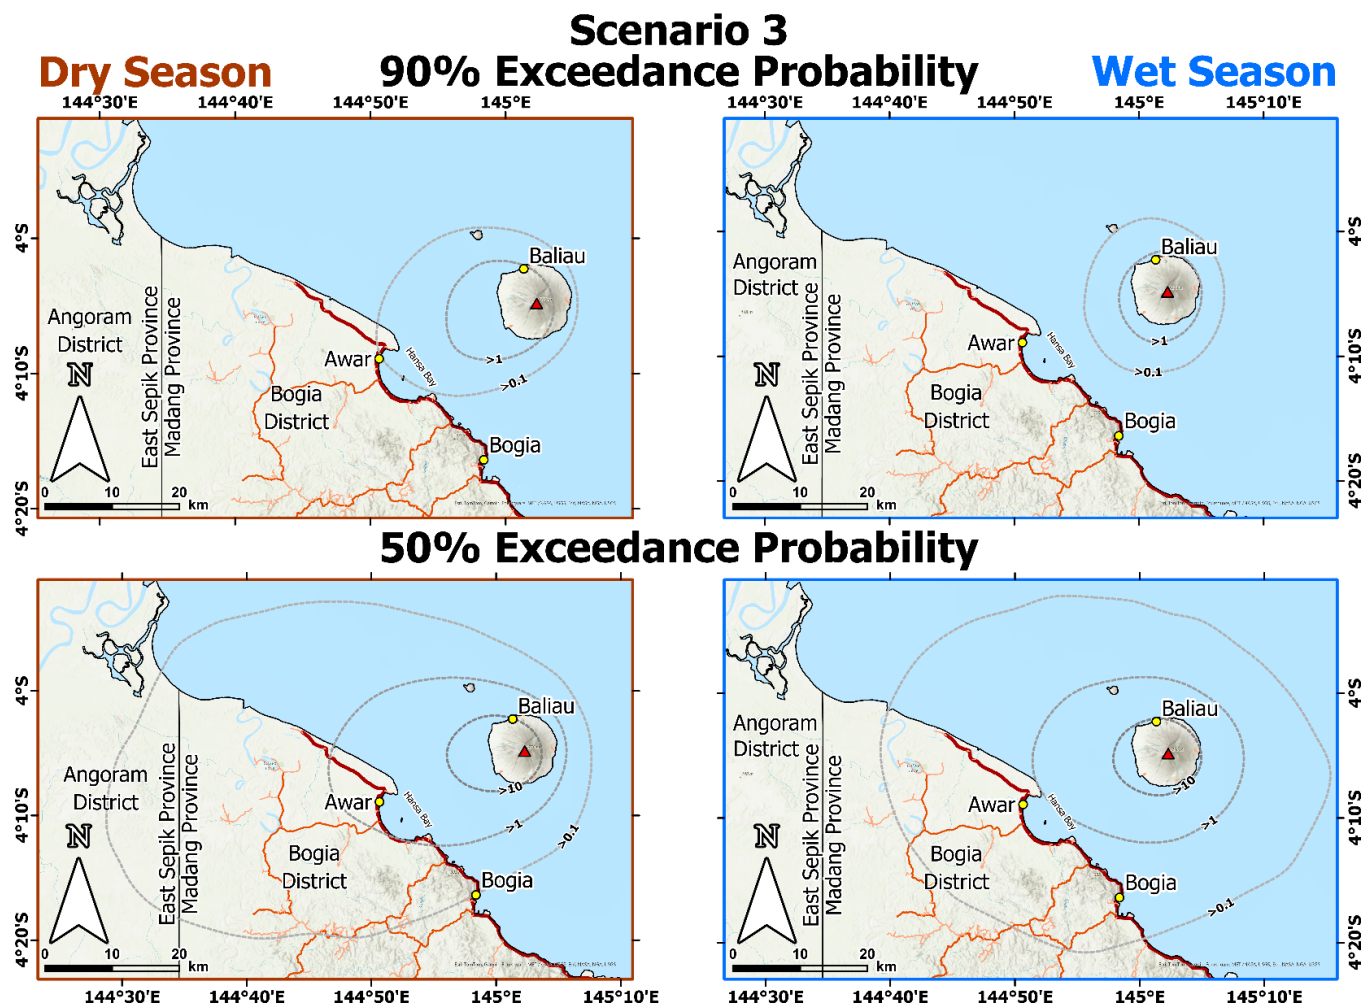 Scenario 3
Dry Season
90% Exceedance Probability
Wet Season
144°30'E 144°40'E 144°50'E 145°E
144°30'E 144°40'E 144°50'E 145°E 145°10'E
4°S
4°10'S
4°20'S
Angoram
District
East Sepik Province
Madang Province
N
0 10 20
km
Baliau
Awar
Hansa Bay
Bogia
District
Bogia
>1
>0.1
Angoram
District
East Sepik Province
Madang Province
N
0 10 20
km
Baliau
Awar
Hansa Bay
Bogia
District
Bogia
>1
>0.1
4°S
4°10'S
4°20'S
50% Exceedance Probability
4°S
4°10'S
4°20'S
Angoram
District
East Sepik Province
Madang Province
N
0 10 20
km
Baliau
Awar
Hansa Bay
Bogia
District
Bogia
>10
>1
>0.1
Angoram
District
East Sepik Province
Madang Province
N
0 10 20
km
Baliau
Awar
Hansa Bay
Bogia
District
Bogia
>10
>1
>0.1
4°S
4°10'S
4°20'S
144°30'E 144°40'E 144°50'E 145°E 145°10'E
144°30'E 144°40'E 144°50'E 145°E 145°10'E